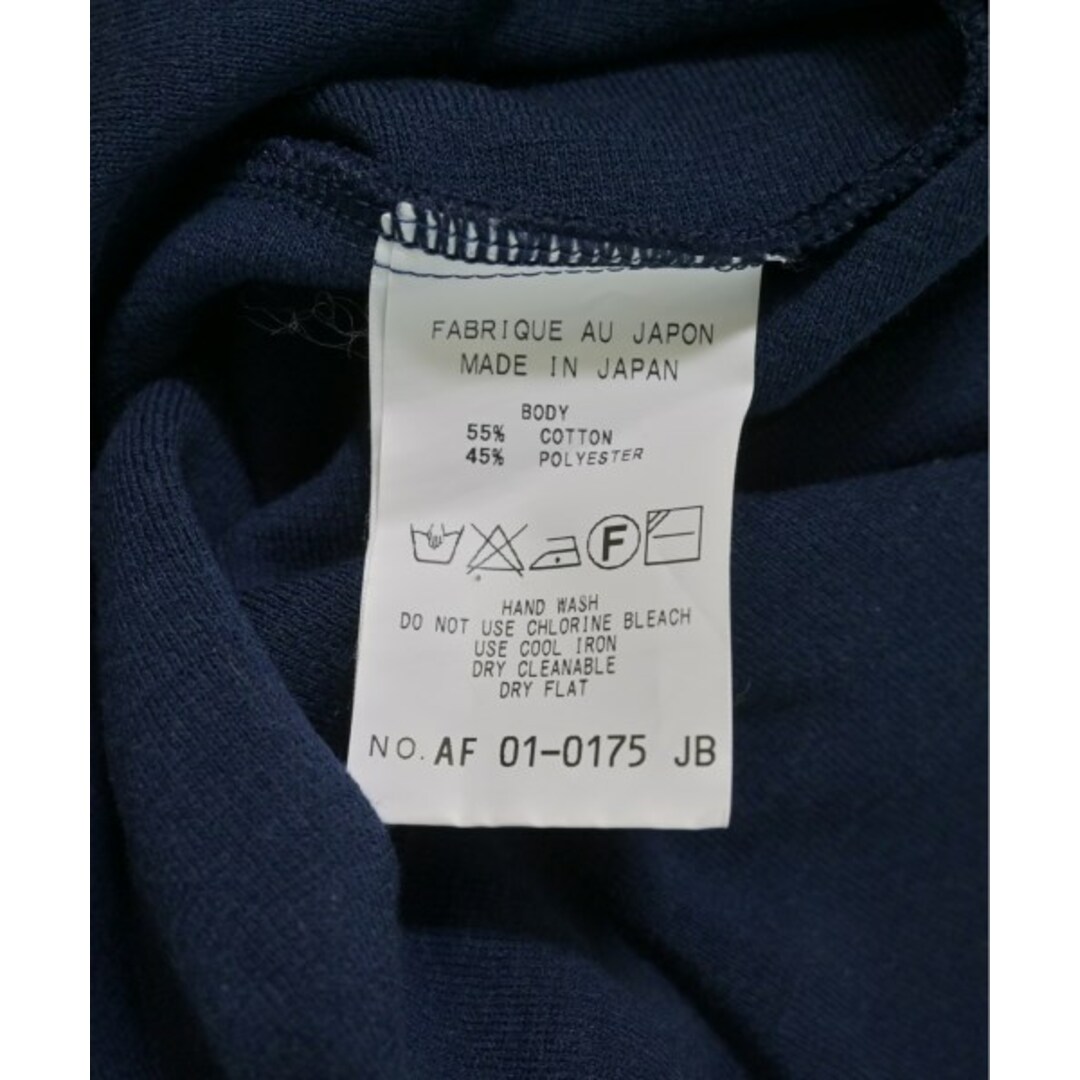 FABRIQUE AU JAPON
MADE IN JAPAN
BODY
55% COTTON
45% POLYESTER
F
HAND WASH
DO NOT USE CHLORINE BLEACH
USE COOL IRON
DRY CLEANABLE
DRY FLAT
NO. AF 01-0175 JB